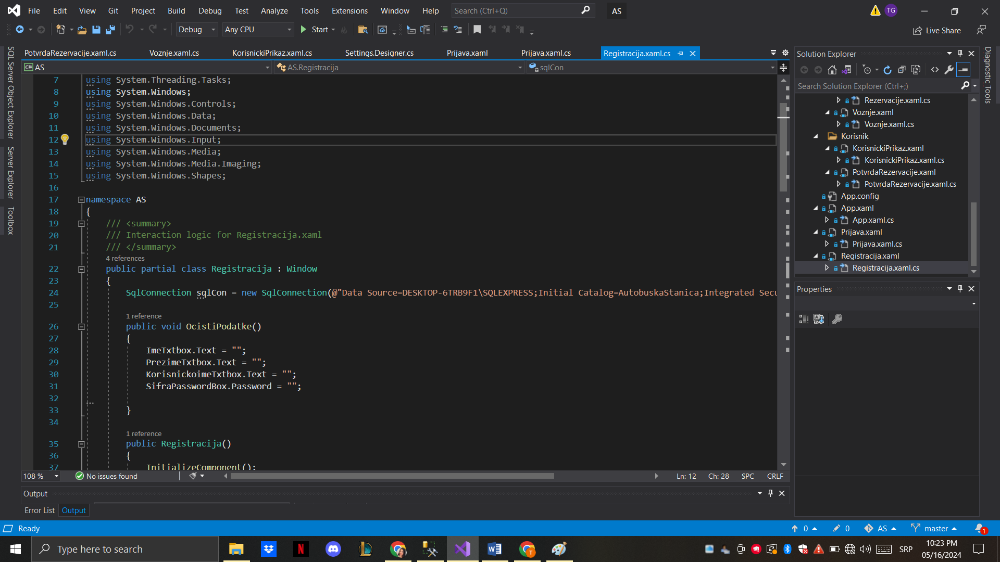 File Edit View Git Project Build Debug Test Analyze Tools Extensions Window Help Search (Ctrl+Q) AS TG
Debug Any CPU Start Live Share
PotvrdaRezervacije.xaml.cs Voznje.xaml.cs KorisnickiPrikaz.xaml.cs Settings.Designer.cs Prijava.xaml Prijava.xaml.cs Registracija.xaml.cs
C# AS AS.Registracija sqlCon
SQL Server Object Explorer
Server Explorer
Toolbox
7 using System.Threading.Tasks;
8 using System.Windows;
9 using System.Windows.Controls;
10 using System.Windows.Data;
11 using System.Windows.Documents;
12 using System.Windows.Input;
13 using System.Windows.Media;
14 using System.Windows.Media.Imaging;
15 using System.Windows.Shapes;
16
17 namespace AS
18 {
19 /// <summary>
20 /// Interaction logic for Registracija.xaml
21 /// </summary>
4 references
22 public partial class Registracija : Window
23 {
24 SqlConnection sqlCon = new SqlConnection(@"Data Source=DESKTOP-6TRB9F1\SQLEXPRESS;Initial Catalog=AutobuskaStanica;Integrated Secu
25
1 reference
26 public void OcistiPodatke()
27 {
28 ImeTxtbox.Text = "";
29 PrezimeTxtbox.Text = "";
30 KorisnickoimeTxtbox.Text = "";
31 SifraPasswordBox.Password = "";
32
33 }
34
1 reference
35 public Registracija()
36 {
37 InitializeComponent();
108 % No issues found Ln: 12 Ch: 28 SPC CRLF
Output
Error List Output
Solution Explorer
Search Solution Explorer (Ctrl+;)
Rezervacije.xaml.cs
Voznje.xaml
Voznje.xaml.cs
Korisnik
KorisnickiPrikaz.xaml
KorisnickiPrikaz.xaml.cs
PotvrdaRezervacije.xaml
PotvrdaRezervacije.xaml.cs
App.config
App.xaml
App.xaml.cs
Prijava.xaml
Prijava.xaml.cs
Registracija.xaml
Registracija.xaml.cs
Properties
Diagnostic Tools
Ready 0 0 AS master 1
Type here to search SRP 10:23 PM
05/16/2024